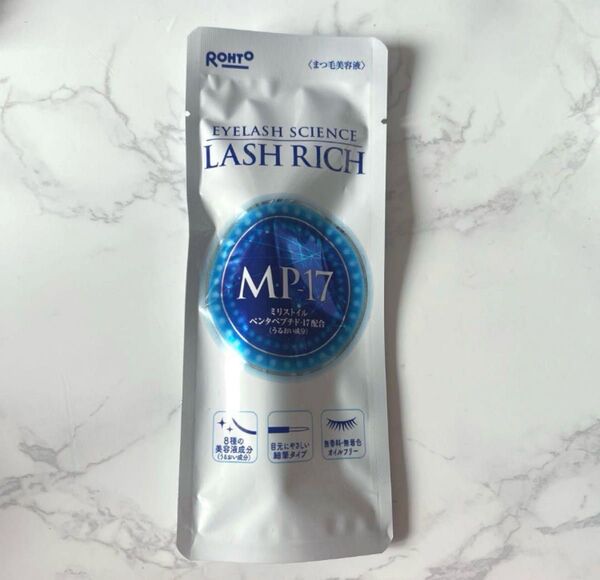 ROHTO
〈まつ毛美容液〉
EYELASH SCIENCE
LASH RICH
M・P-17
ミリストイル
ペンタペプチド-17配合
(うるおい成分)
8種の
美容液成分
(うるおい成分)
目元にやさしい
細筆タイプ
無香料・無着色
オイルフリー